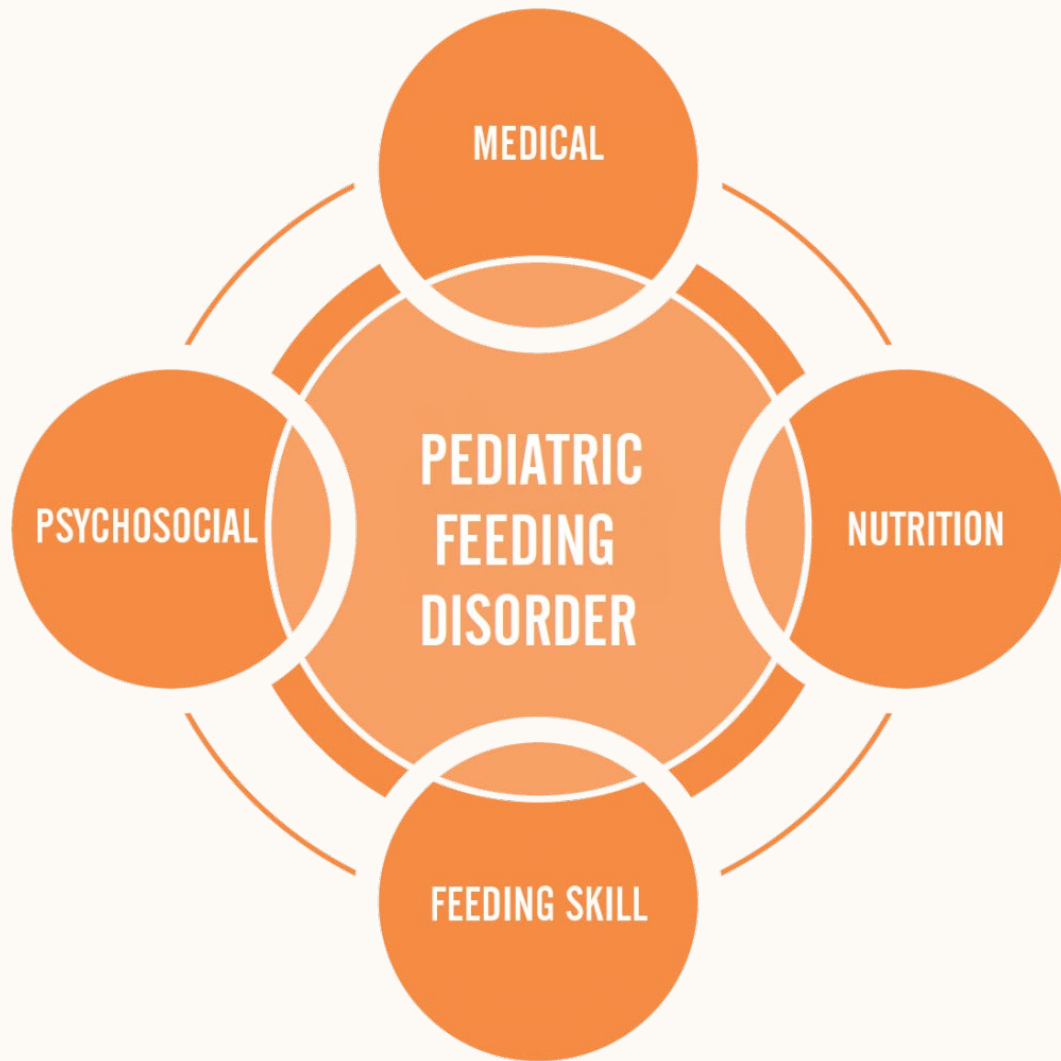 MEDICAL
PSYCHOSOCIAL
PEDIATRIC
FEEDING
DISORDER
NUTRITION
FEEDING SKILL